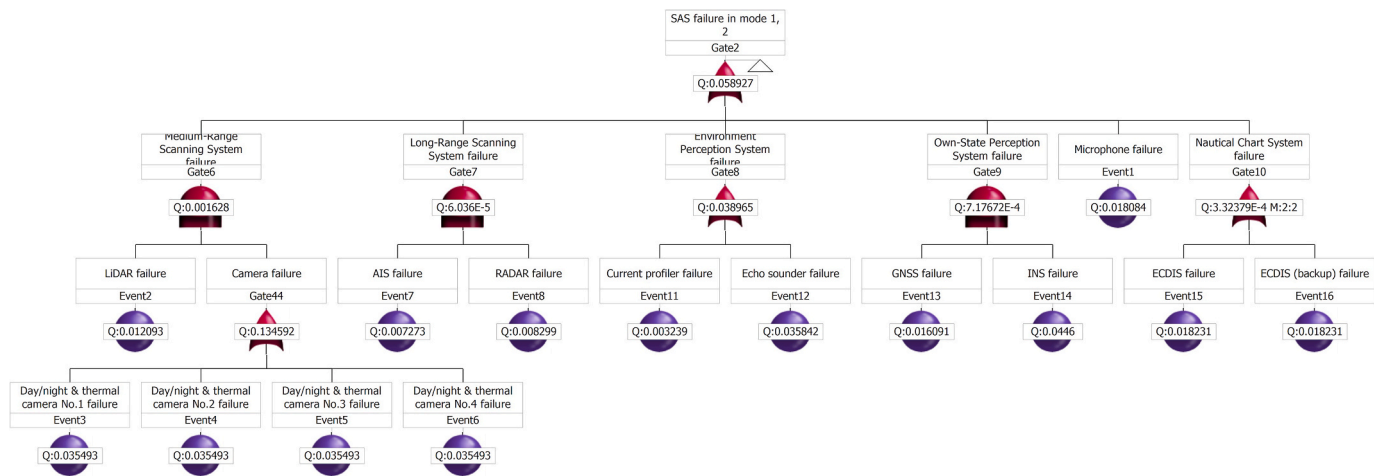 SAS failure in mode 1,
2
Gate2
Q:0.058927
Medium-Range
Scanning System
failure
Gate6
Q:0.001628
Long-Range Scanning
System failure
Gate7
Q:6.036E-5
Environment
Perception System
failure
Gate8
Q:0.038965
Own-State Perception
System failure
Gate9
Q:7.17672E-4
Microphone failure
Event1
Q:0.018084
Nautical Chart System
failure
Gate10
Q:3.32379E-4 M:2:2
LiDAR failure
Event2
Q:0.012093
Camera failure
Gate44
Q:0.134592
AIS failure
Event7
Q:0.007273
RADAR failure
Event8
Q:0.008299
Current profiler failure
Event11
Q:0.003239
Echo sounder failure
Event12
Q:0.035842
GNSS failure
Event13
Q:0.016091
INS failure
Event14
Q:0.0446
ECDIS failure
Event15
Q:0.018231
ECDIS (backup) failure
Event16
Q:0.018231
Day/night & thermal
camera No.1 failure
Event3
Q:0.035493
Day/night & thermal
camera No.2 failure
Event4
Q:0.035493
Day/night & thermal
camera No.3 failure
Event5
Q:0.035493
Day/night & thermal
camera No.4 failure
Event6
Q:0.035493